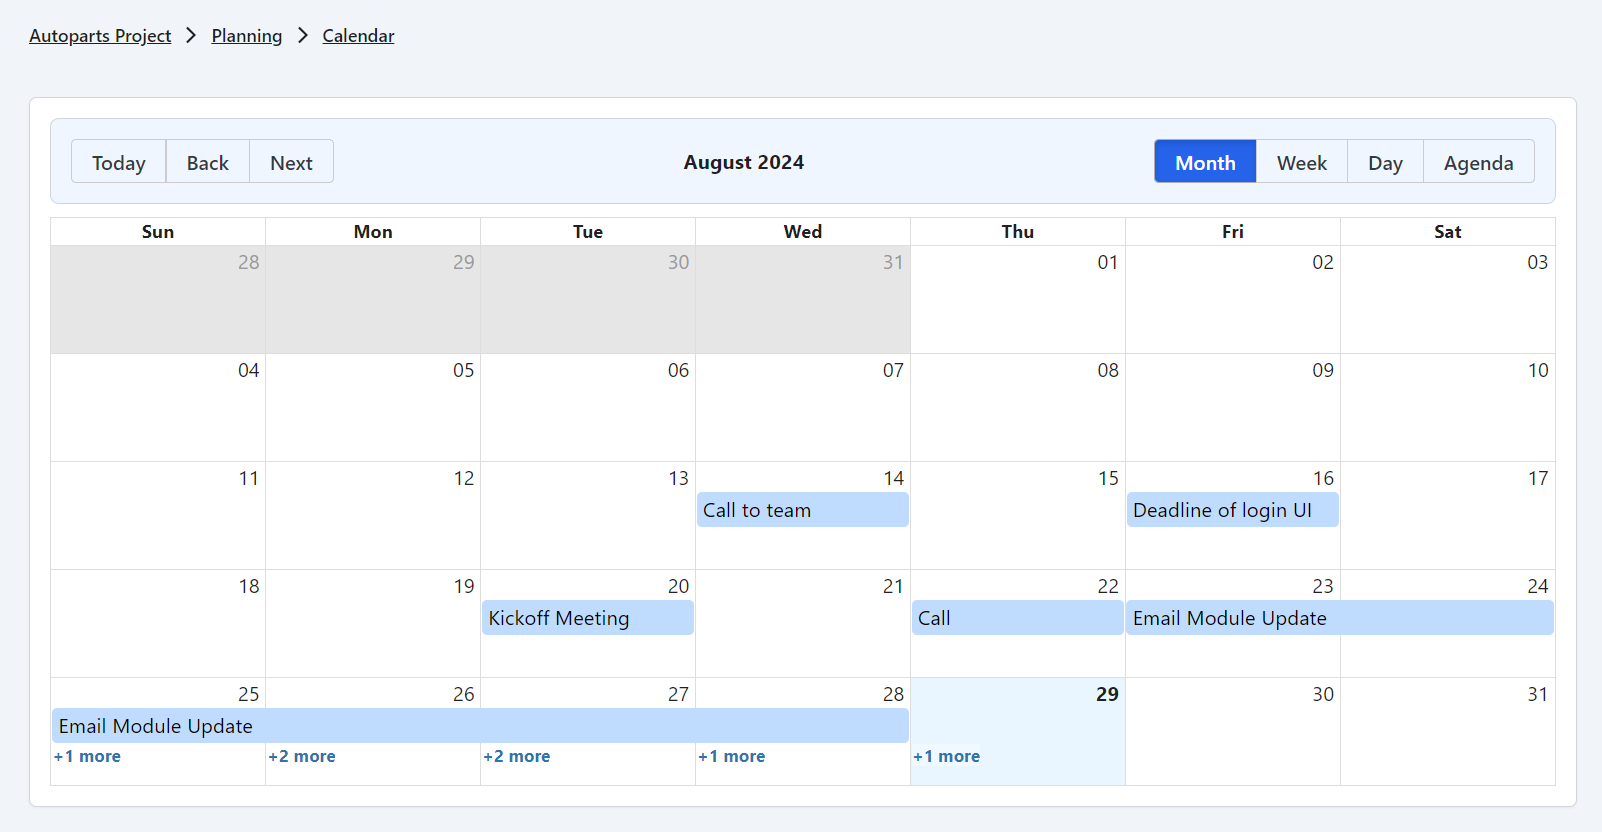 Autoparts Project > Planning > Calendar
Today Back Next August 2024 Month Week Day Agenda
Sun Mon Tue Wed Thu Fri Sat
28 29 30 31 01 02 03
04 05 06 07 08 09 10
11 12 13 14 15 16 17
Call to team Deadline of login UI
18 19 20 21 22 23 24
Kickoff Meeting Call Email Module Update
25 26 27 28 29 30 31
Email Module Update
+1 more +2 more +2 more +1 more +1 more